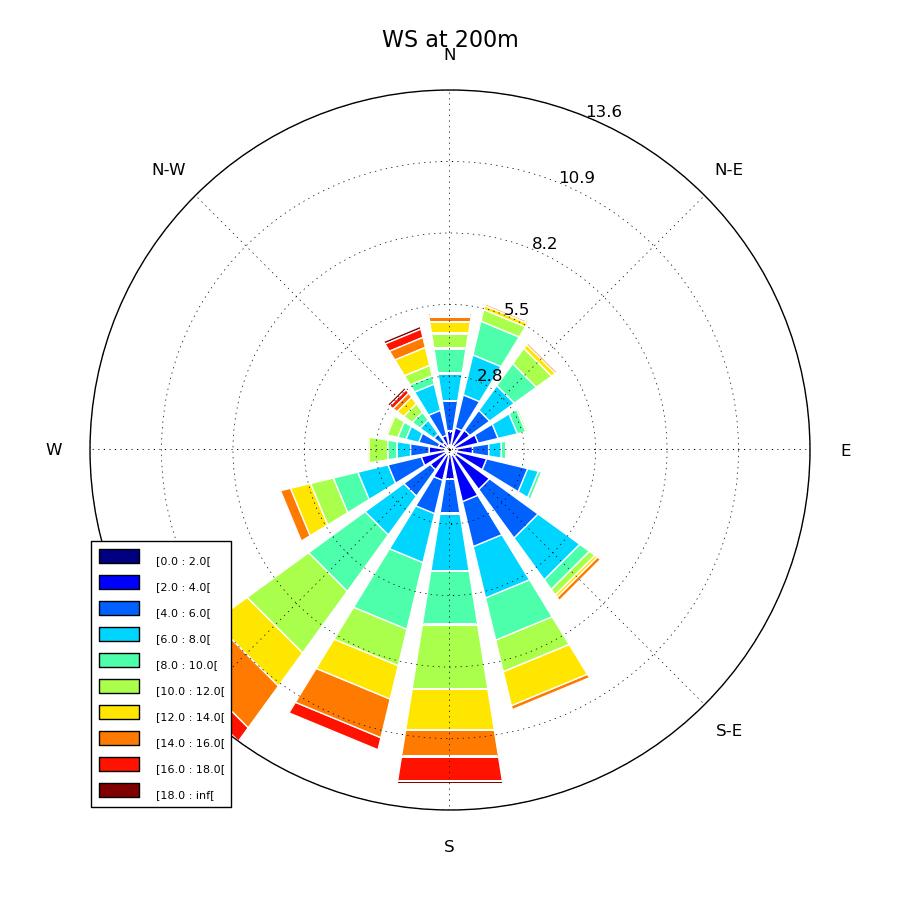 WS at 200m
N
13.6
N-W
N-E
10.9
8.2
5.5
2.8
W
E
[0.0 : 2.0[
[2.0 : 4.0[
[4.0 : 6.0[
[6.0 : 8.0[
[8.0 : 10.0[
[10.0 : 12.0[
[12.0 : 14.0[
[14.0 : 16.0[
[16.0 : 18.0[
[18.0 : inf[
S-E
S